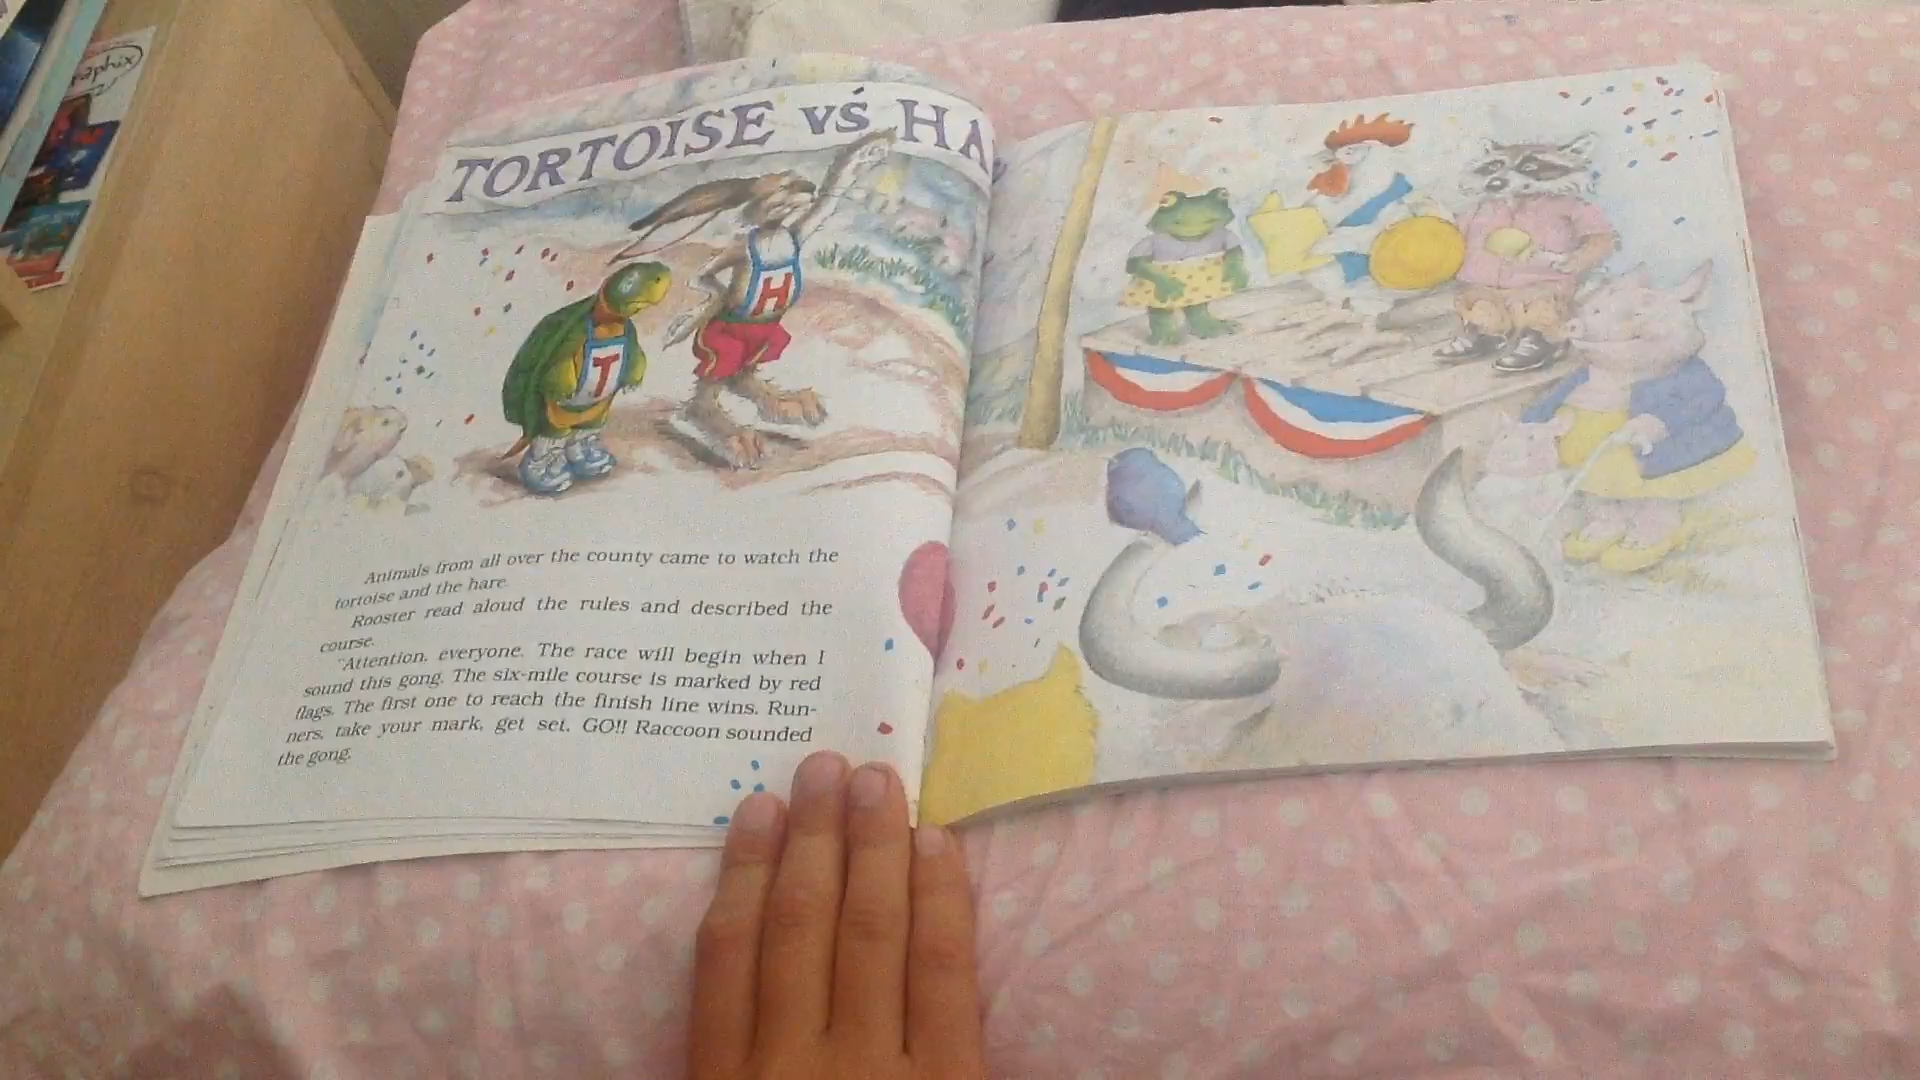 TORTOISE vs HA
Animals from all over the county came to watch the
tortoise and the hare.
Rooster read aloud the rules and described the
course.
"Attention, everyone. The race will begin when I
sound this gong. The six-mile course is marked by red
flags. The first one to reach the finish line wins. Run-
ners, take your mark, get set, GO!! Raccoon sounded
the gong.
T
H
raphix